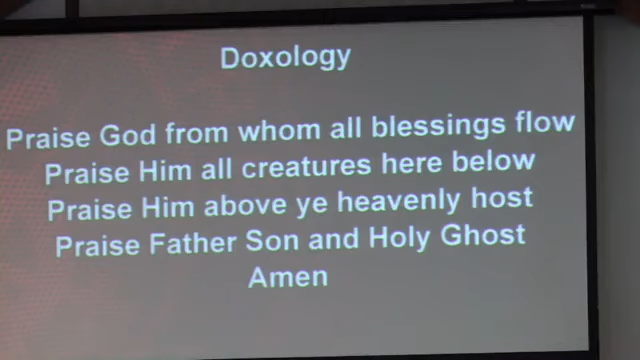 Doxology
Praise God from whom all blessings flow
Praise Him all creatures here below
Praise Him above ye heavenly host
Praise Father Son and Holy Ghost
Amen